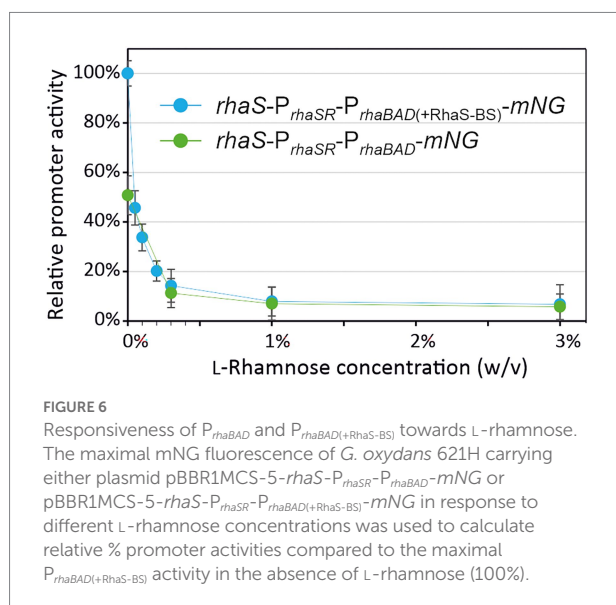 100%
80%
60%
40%
20%
0%
Relative promoter activity
rhaS-PrhaSR-PrhaBAD(+RhaS-BS)-mNG
rhaS-PrhaSR-PrhaBAD-mNG
0% 1% 2% 3%
L-Rhamnose concentration (w/v)
FIGURE 6
Responsiveness of PrhaBAD and PrhaBAD(+RhaS-BS) towards L-rhamnose.
The maximal mNG fluorescence of G. oxydans 621H carrying
either plasmid pBBR1MCS-5-rhaS-PrhaSR-PrhaBAD-mNG or
pBBR1MCS-5-rhaS-PrhaSR-PrhaBAD(+RhaS-BS)-mNG in response to
different L-rhamnose concentrations was used to calculate
relative % promoter activities compared to the maximal
PrhaBAD(+RhaS-BS) activity in the absence of L-rhamnose (100%).